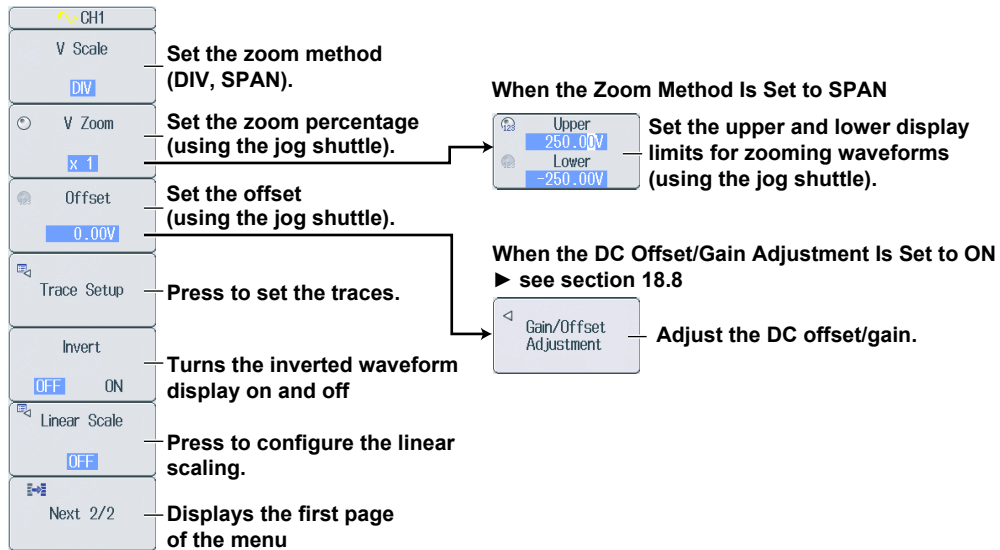 CH1
V Scale
DIV
Set the zoom method
(DIV, SPAN).
V Zoom
x 1
Set the zoom percentage
(using the jog shuttle).
When the Zoom Method Is Set to SPAN
123
Upper
250.00V
Lower
-250.00V
Set the upper and lower display
limits for zooming waveforms
(using the jog shuttle).
Offset
0.00V
Set the offset
(using the jog shuttle).
When the DC Offset/Gain Adjustment Is Set to ON
► see section 18.8
Gain/Offset
Adjustment
Adjust the DC offset/gain.
Trace Setup
Press to set the traces.
Invert
OFF ON
Turns the inverted waveform
display on and off
Linear Scale
OFF
Press to configure the linear
scaling.
Next 2/2
Displays the first page
of the menu